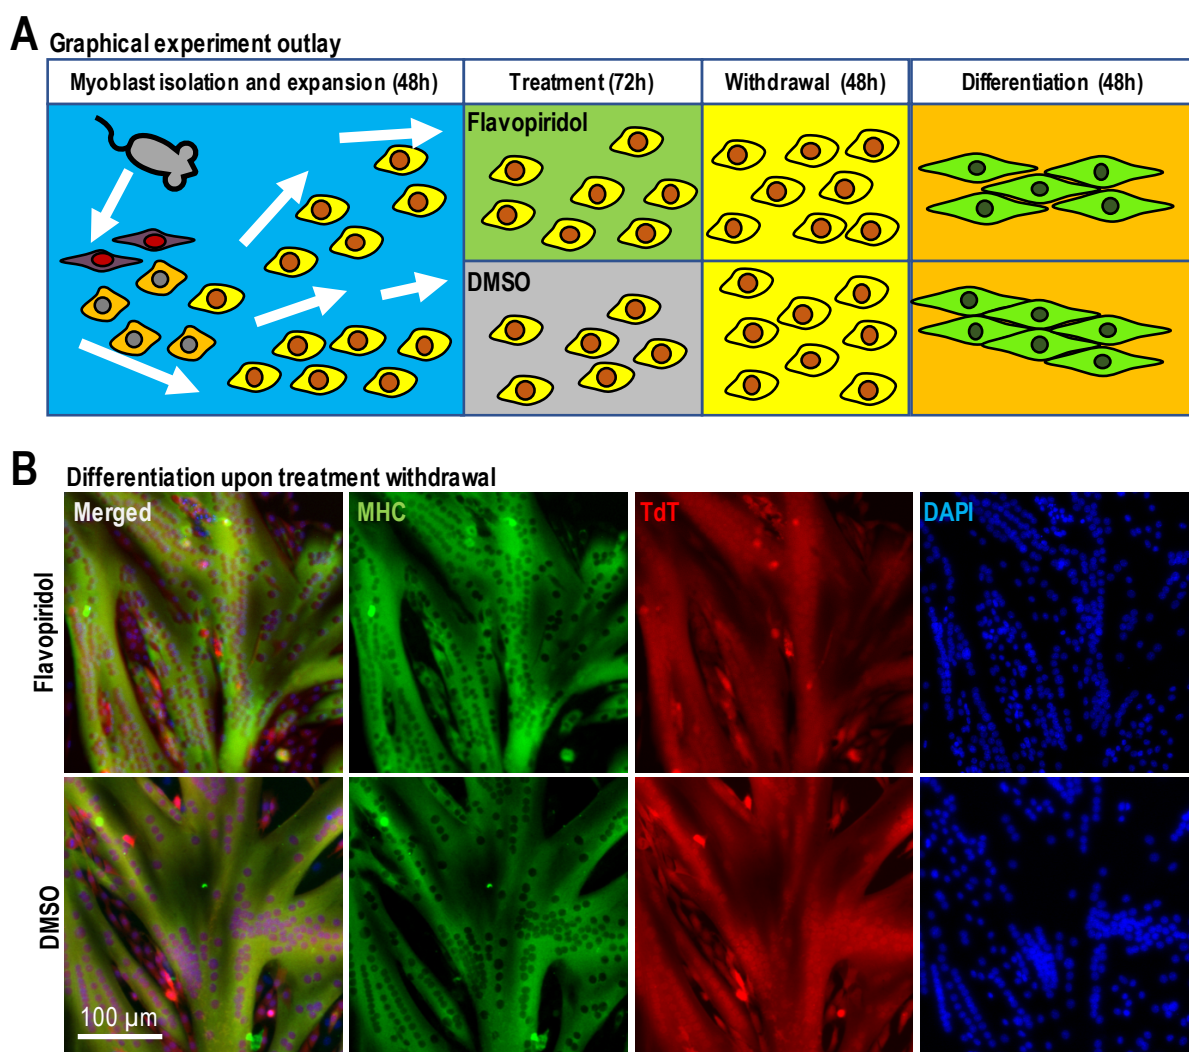 A
Graphical experiment outlay
Myoblast isolation and expansion (48h)
Treatment (72h)
Withdrawal (48h)
Differentiation (48h)
Flavopiridol
DMSO
B
Differentiation upon treatment withdrawal
Merged
MHC
TdT
DAPI
Flavopiridol
DMSO
100 µm